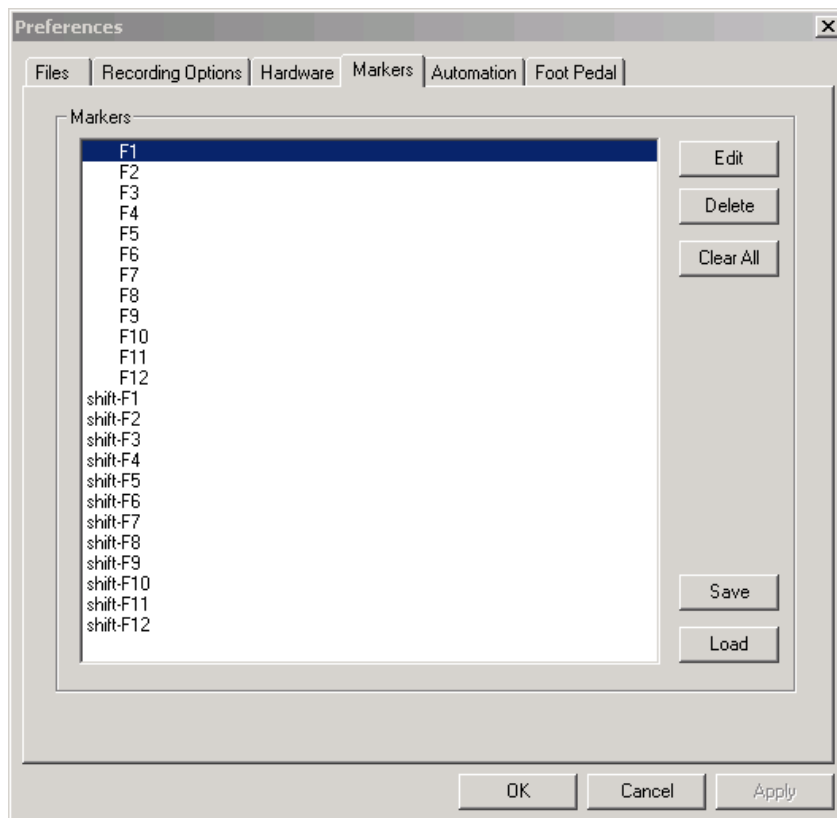 Preferences
Files Recording Options Hardware Markers Automation Foot Pedal
Markers
F1
F2
F3
F4
F5
F6
F7
F8
F9
F10
F11
F12
shift-F1
shift-F2
shift-F3
shift-F4
shift-F5
shift-F6
shift-F7
shift-F8
shift-F9
shift-F10
shift-F11
shift-F12
Edit
Delete
Clear All
Save
Load
OK Cancel Apply